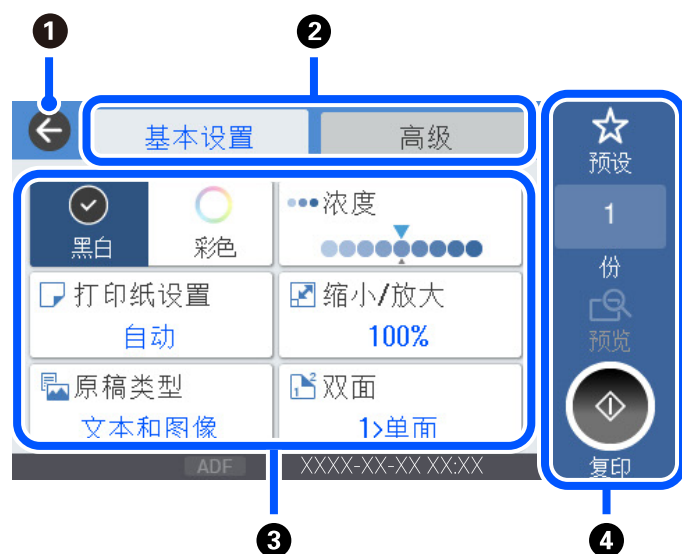 1
2
基本设置
高级
预设
黑白
彩色
浓度
1
份
打印纸设置
自动
缩小/放大
100%
预览
原稿类型
文本和图像
1 2 双面
1>单面
ADF
XXXX-XX-XX XX:XX
复印
3
4